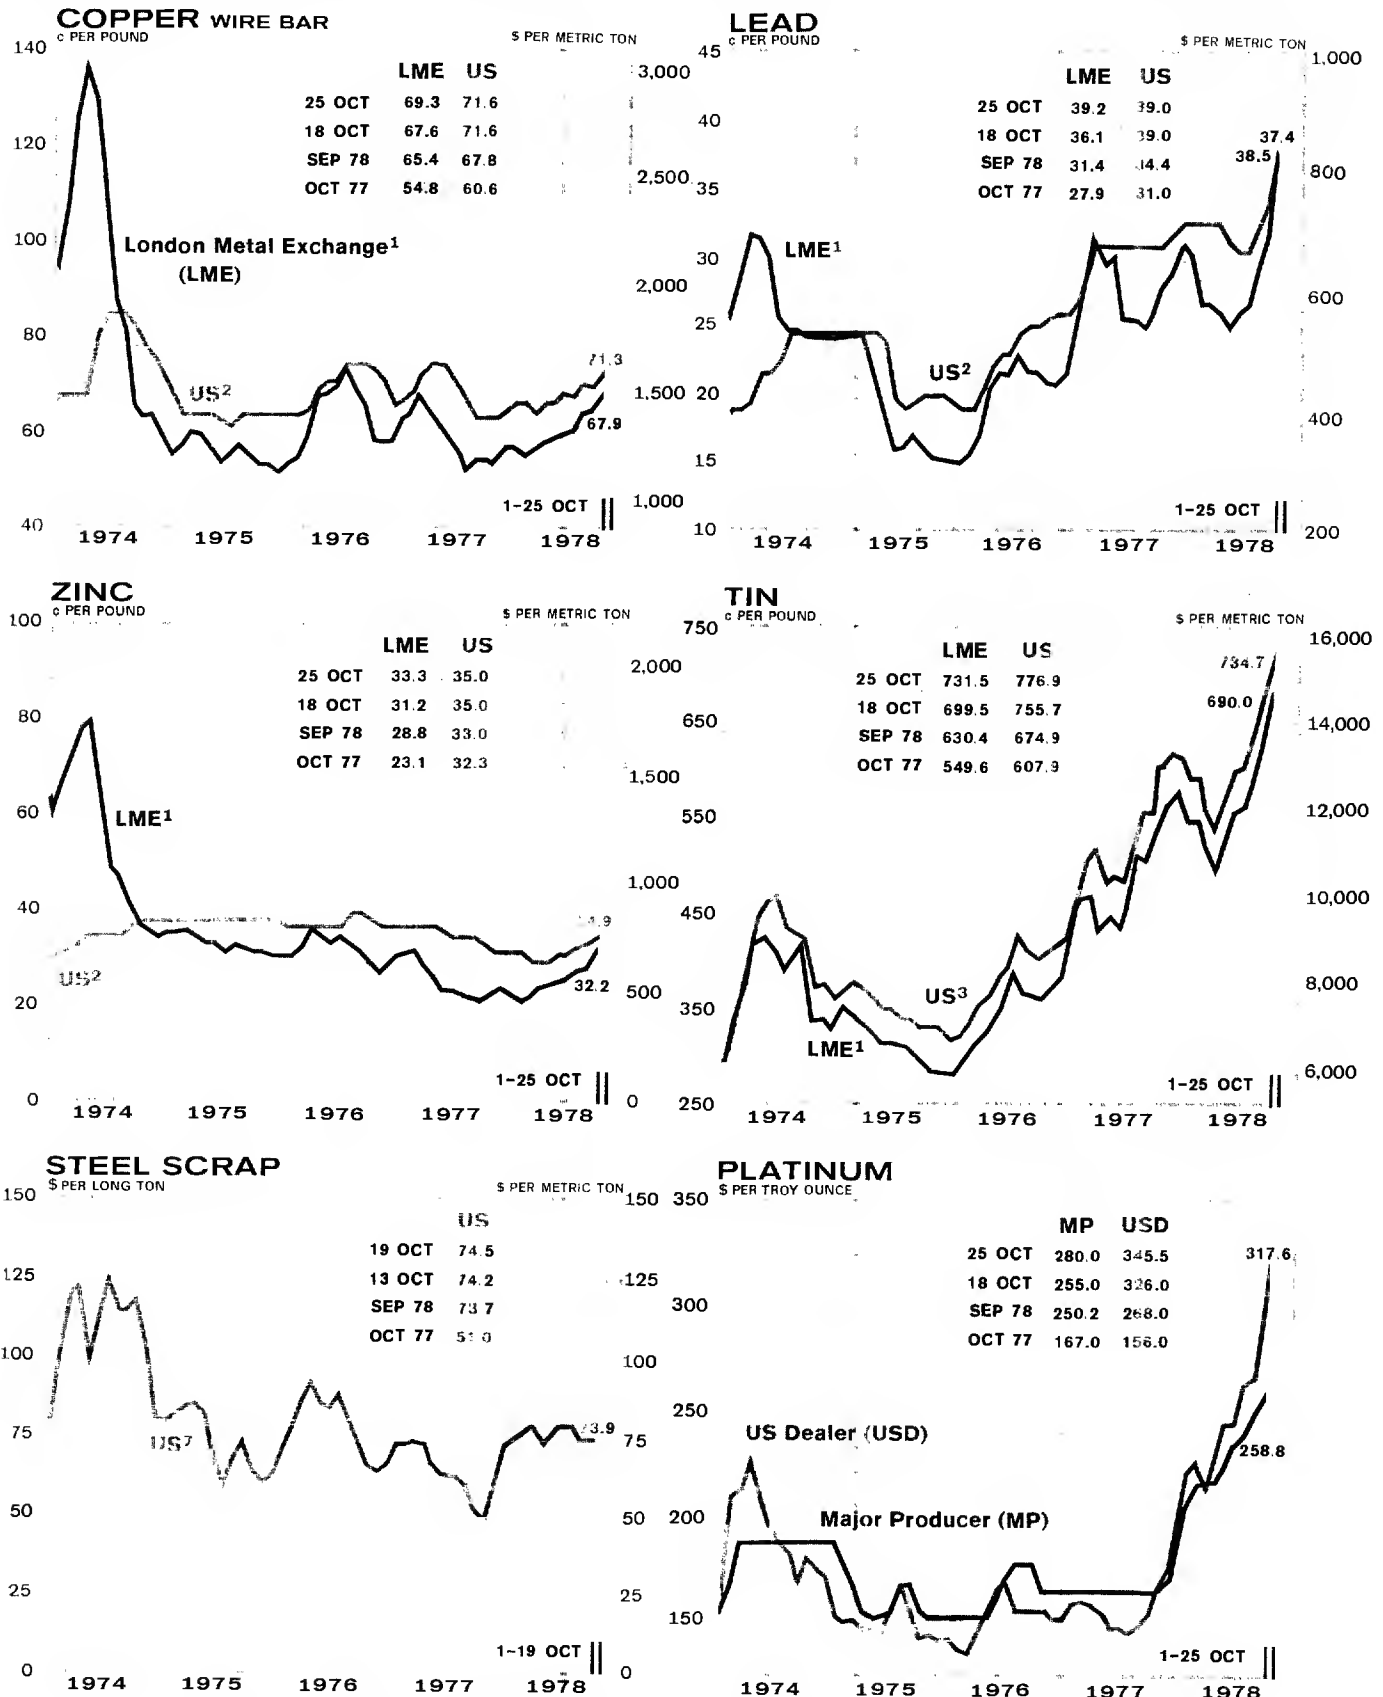 COPPER WIRE BAR
¢ PER POUND
$ PER METRIC TON
LME US
25 OCT 69.3 71.6
18 OCT 67.6 71.6
SEP 78 65.4 67.8
OCT 77 54.8 60.6
140
120
100
80
60
40
3,000
2,500
2,000
1,500
1,000
London Metal Exchange1
(LME)
US2
71.3
67.9
1-25 OCT
1974 1975 1976 1977 1978
LEAD
¢ PER POUND
$ PER METRIC TON
LME US
25 OCT 39.2 39.0
18 OCT 36.1 39.0
SEP 78 31.4
OCT 77 27.9 31.0
45
40
35
30
25
20
15
10
1,000
800
600
400
200
37.4
38.5
LME1
US2
1-25 OCT
1974 1975 1976 1977 1978
ZINC
¢ PER POUND
$ PER METRIC TON
LME US
25 OCT 33.3 35.0
18 OCT 31.2 35.0
SEP 78 28.8 33.0
OCT 77 23.1 32.3
100
80
60
40
20
0
2,000
1,500
1,000
500
0
LME1
US2
32.2
1-25 OCT
1974 1975 1976 1977 1978
TIN
¢ PER POUND
$ PER METRIC TON
LME US
25 OCT 731.5 776.9
18 OCT 699.5 755.7
SEP 78 630.4 674.9
OCT 77 549.6 607.9
750
650
550
450
350
250
16,000
14,000
12,000
10,000
8,000
6,000
734.7
690.0
US3
LME1
1-25 OCT
1974 1975 1976 1977 1978
STEEL SCRAP
$ PER LONG TON
$ PER METRIC TON
US
19 OCT 74.5
13 OCT 74.2
SEP 78 73 7
OCT 77
150
125
100
75
50
25
0
150
125
100
75
50
25
0
US7
1-19 OCT
1974 1975 1976 1977 1978
PLATINUM
$ PER TROY OUNCE
MP USD
25 OCT 280.0 345.5
18 OCT 255.0 326.0
SEP 78 250.2 268.0
OCT 77 167.0 156.0
350
300
250
200
150
317.6
258.8
US Dealer (USD)
Major Producer (MP)
1-25 OCT
1974 1975 1976 1977 1978